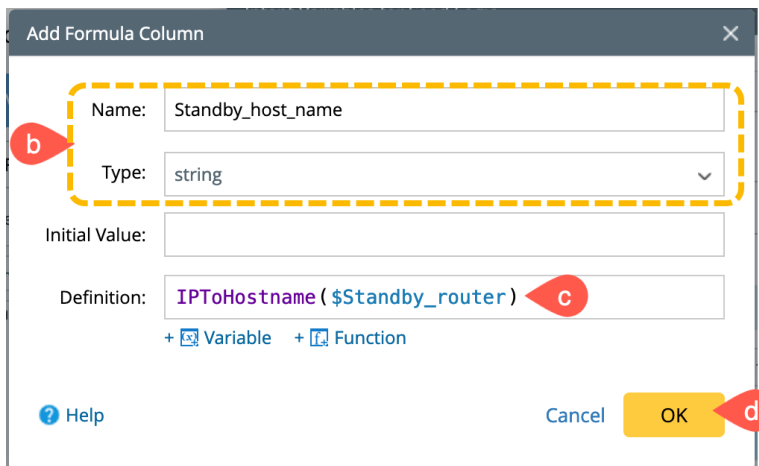 Add Formula Column
Name: Standby_host_name
b
Type: string
Initial Value:
Definition: IPToHostname($Standby_router) c
+ Variable + Function
Help Cancel OK d